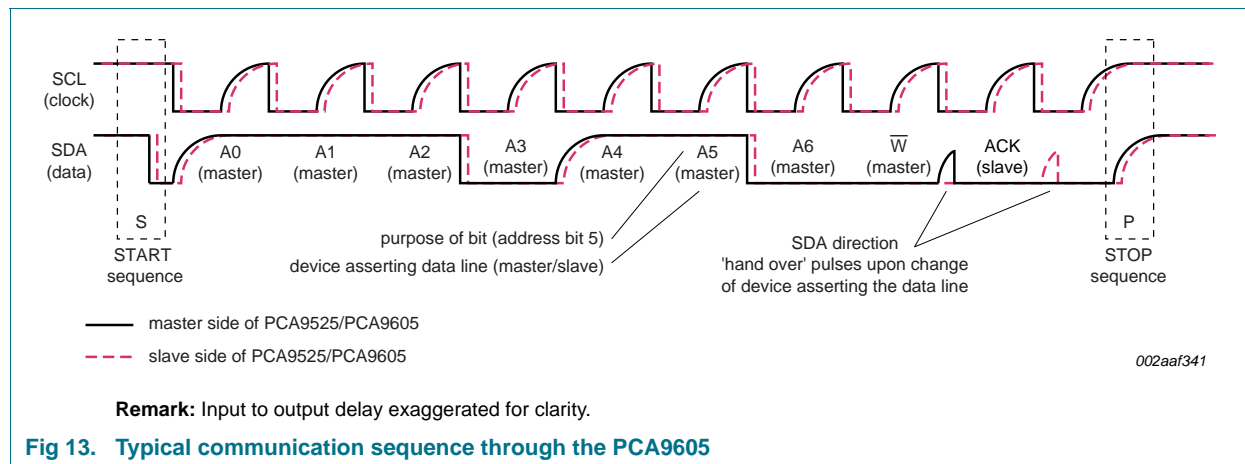 SCL
(clock)
SDA
(data)
A0
(master)
A1
(master)
A2
(master)
A3
(master)
A4
(master)
A5
(master)
A6
(master)
W̅
(master)
ACK
(slave)
S
START
sequence
purpose of bit (address bit 5)
device asserting data line (master/slave)
SDA direction
'hand over' pulses upon change
of device asserting the data line
P
STOP
sequence
master side of PCA9525/PCA9605
slave side of PCA9525/PCA9605
002aaf341
Remark: Input to output delay exaggerated for clarity.
Fig 13. Typical communication sequence through the PCA9605